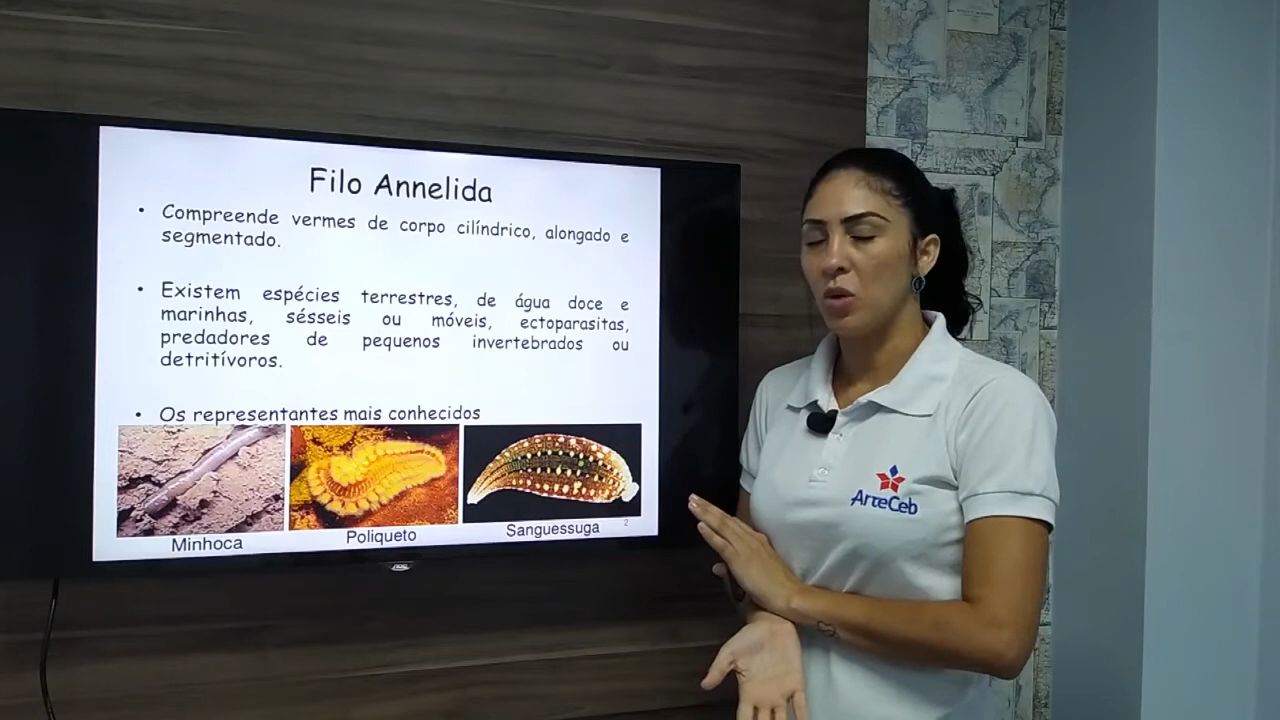 Filo Annelida
• Compreende vermes de corpo cilíndrico, alongado e
segmentado.
• Existem espécies terrestres, de água doce e
marinhas, sésseis ou móveis, ectoparasitas,
predadores de pequenos invertebrados ou
detritívoros.
• Os representantes mais conhecidos
Minhoca
Poliqueto
Sanguessuga
2
ArteCeb